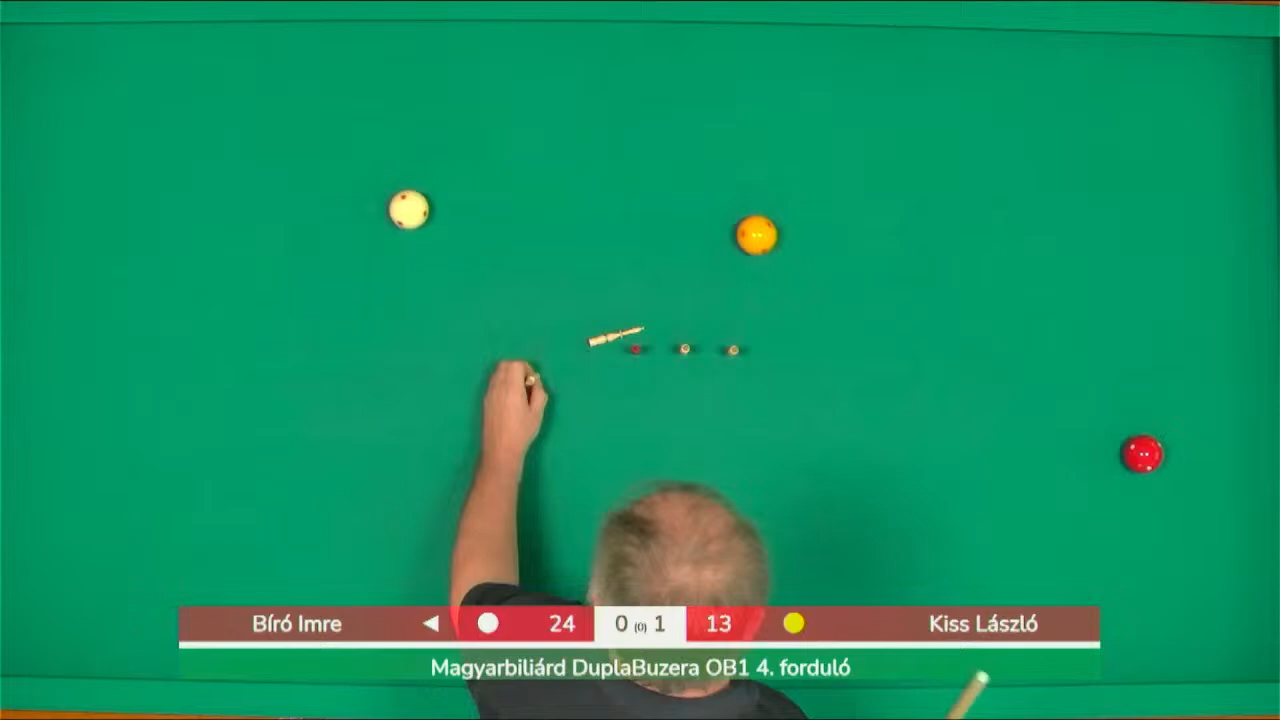 Bíró Imre ◀ 24 0 (0) 1 13 Kiss László
Magyarbiliárd DuplaBuzera OB1 4. forduló